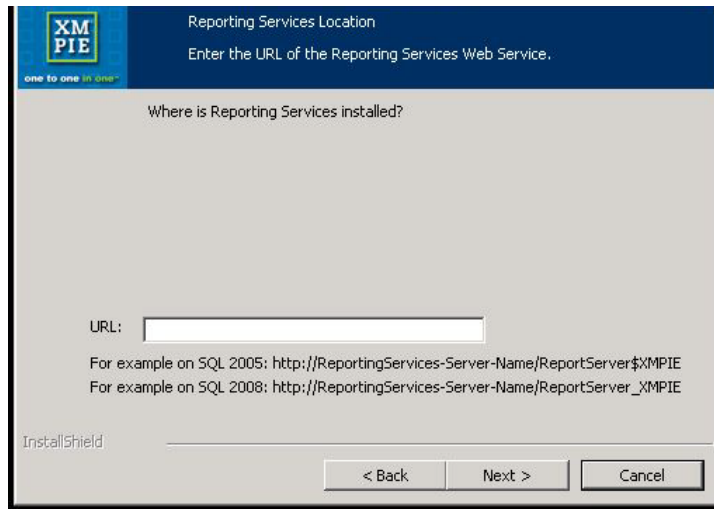 XM
PIE
one to one in one
Reporting Services Location
Enter the URL of the Reporting Services Web Service.
Where is Reporting Services installed?
URL:
For example on SQL 2005: http://ReportingServices-Server-Name/ReportServer$XMPIE
For example on SQL 2008: http://ReportingServices-Server-Name/ReportServer_XMPIE
InstallShield
< Back
Next >
Cancel